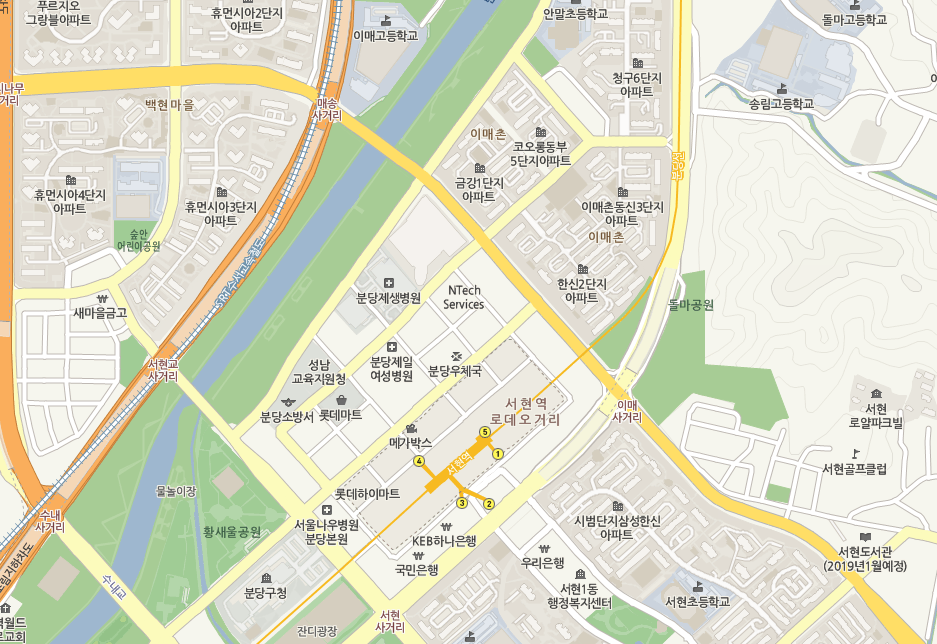 푸르지오
그랑블아파트
휴먼시아2단지
아파트
이매고등학교
안말초등학교
돌마고등학교
청구6단지
아파트
송림고등학교
사거리
백현마을
매송
사거리
이매촌
코오롱동부
5단지아파트
금강1단지
아파트
휴먼시아4단지
아파트
휴먼시아3단지
아파트
이매촌동신3단지
아파트
이매촌
숲안
어린이공원
한신2단지
아파트
분당제생병원
NTech
Services
돌마공원
새마을금고
서현교
사거리
성남
교육지원청
분당제일
여성병원
분당우체국
분당소방서
롯데마트
서현역
로데오거리
이매
사거리
서현
로얄파크빌
메가박스
5
1
4
서현역
3
2
서현골프클럽
물놀이장
롯데하이마트
수내
사거리
황새울공원
서울나우병원
분당본원
KEB하나은행
시범단지삼성한신
아파트
국민은행
우리은행
서현도서관
(2019년1월예정)
수내교
분당구청
서현1동
행정복지센터
서현초등학교
잔디광장
서현
사거리